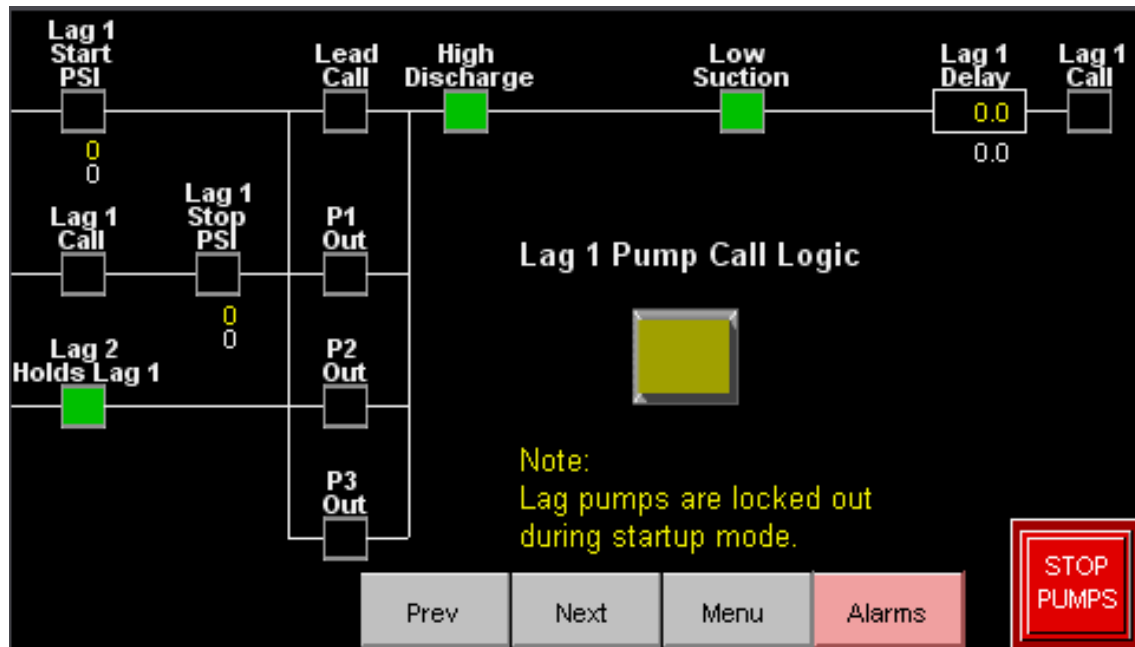 Lag 1
Start
PSI
Lead
Call
High
Discharge
Low
Suction
Lag 1
Delay
Lag 1
Call
0.0
0.0
0
0
Lag 1
Call
Lag 1
Stop
PSI
P1
Out
0
0
Lag 1 Pump Call Logic
Lag 2
Holds Lag 1
P2
Out
P3
Out
Note:
Lag pumps are locked out
during startup mode.
STOP
PUMPS
Prev
Next
Menu
Alarms